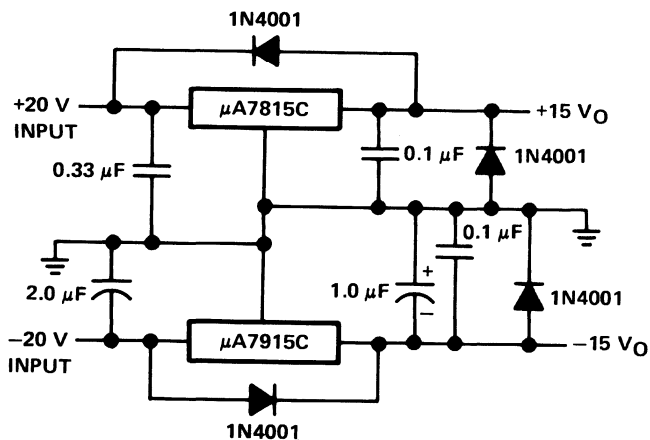 1N4001
+20 V
INPUT
μA7815C
+15 VO
0.33 μF
0.1 μF
1N4001
0.1 μF
2.0 μF
1.0 μF
+
−
1N4001
−20 V
INPUT
μA7915C
−15 VO
1N4001